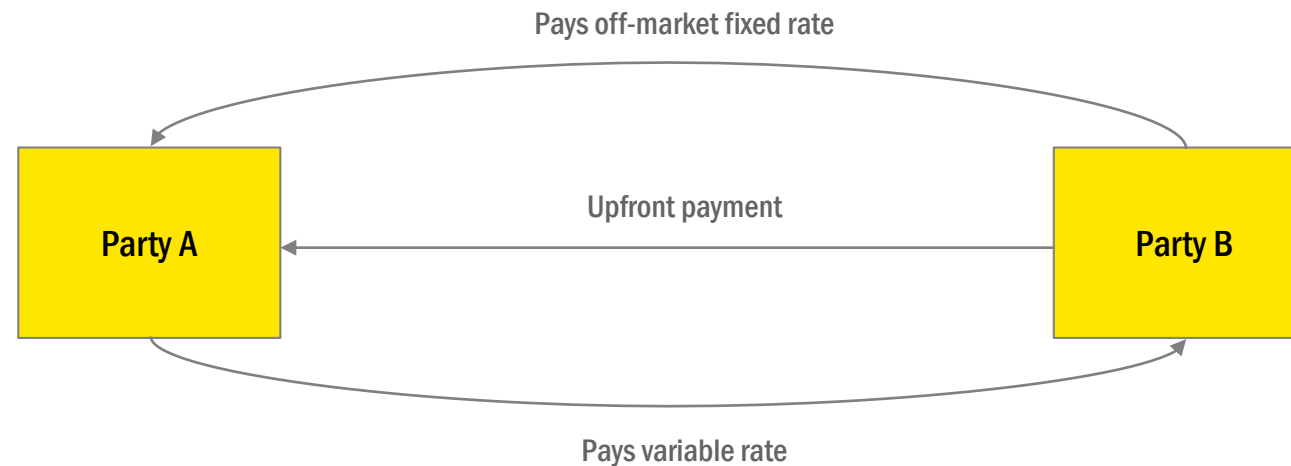 Pays off-market fixed rate
Upfront payment
Party A
Party B
Pays variable rate